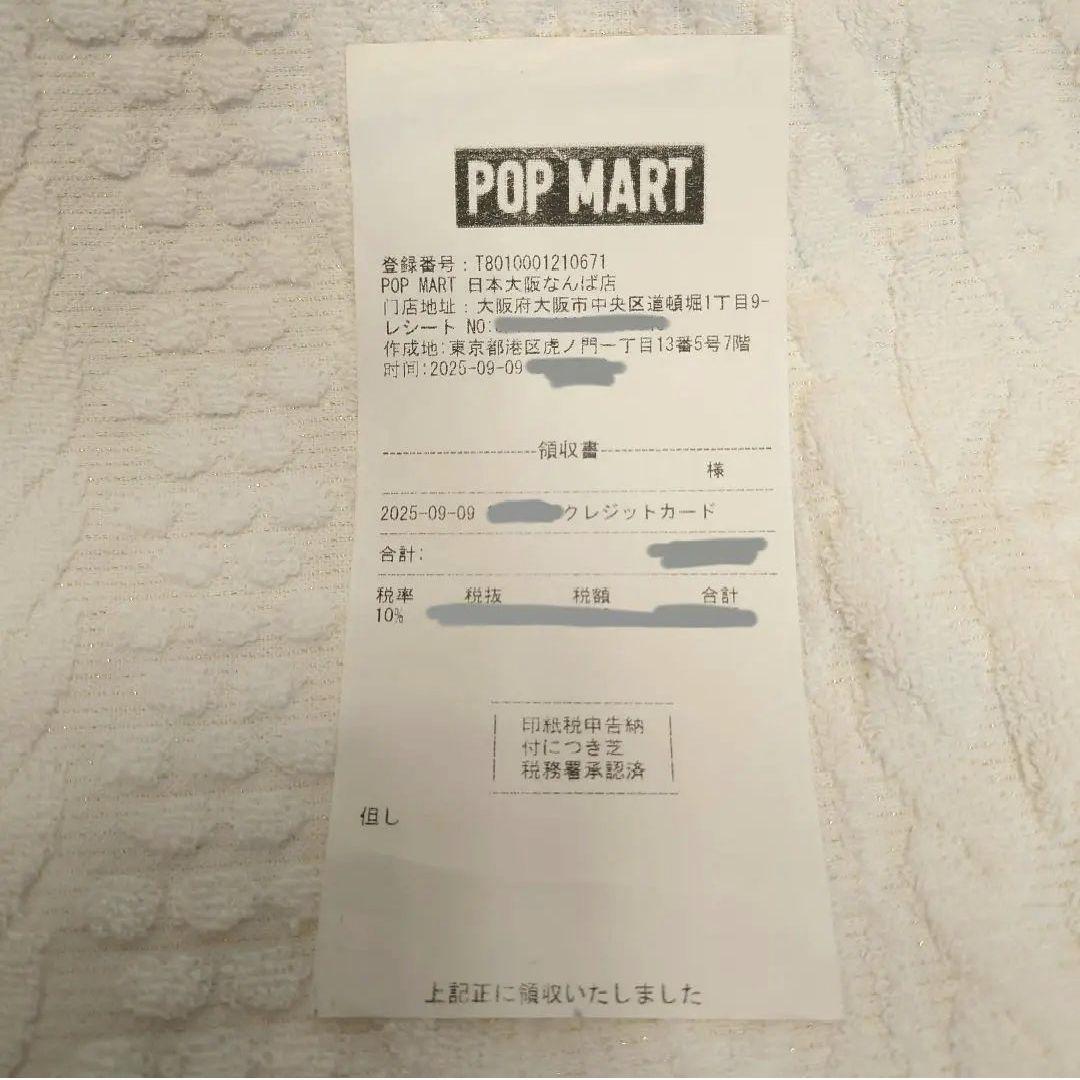 POP MART
登録番号：T8010001210671
POP MART 日本大阪なんば店
门店地址：大阪府大阪市中央区道頓堀1丁目9-
レシート NO:
作成地:東京都港区虎ノ門一丁目13番5号7階
时间:2025-09-09
領収書
様
2025-09-09 クレジットカード
合計:
税率 税抜 税額 合計
10%
印紙税申告納
付につき芝
税務署承認済
但し
上記正に領収いたしました